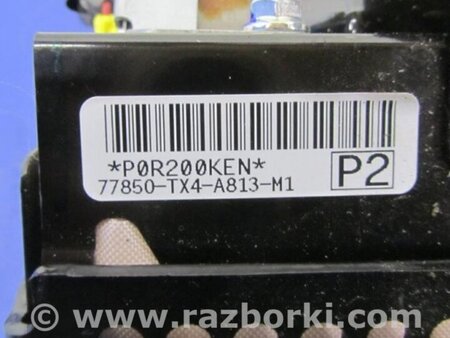 *P0R200KEN*
77850-TX4-A813-M1
P2
© www.razborki.com